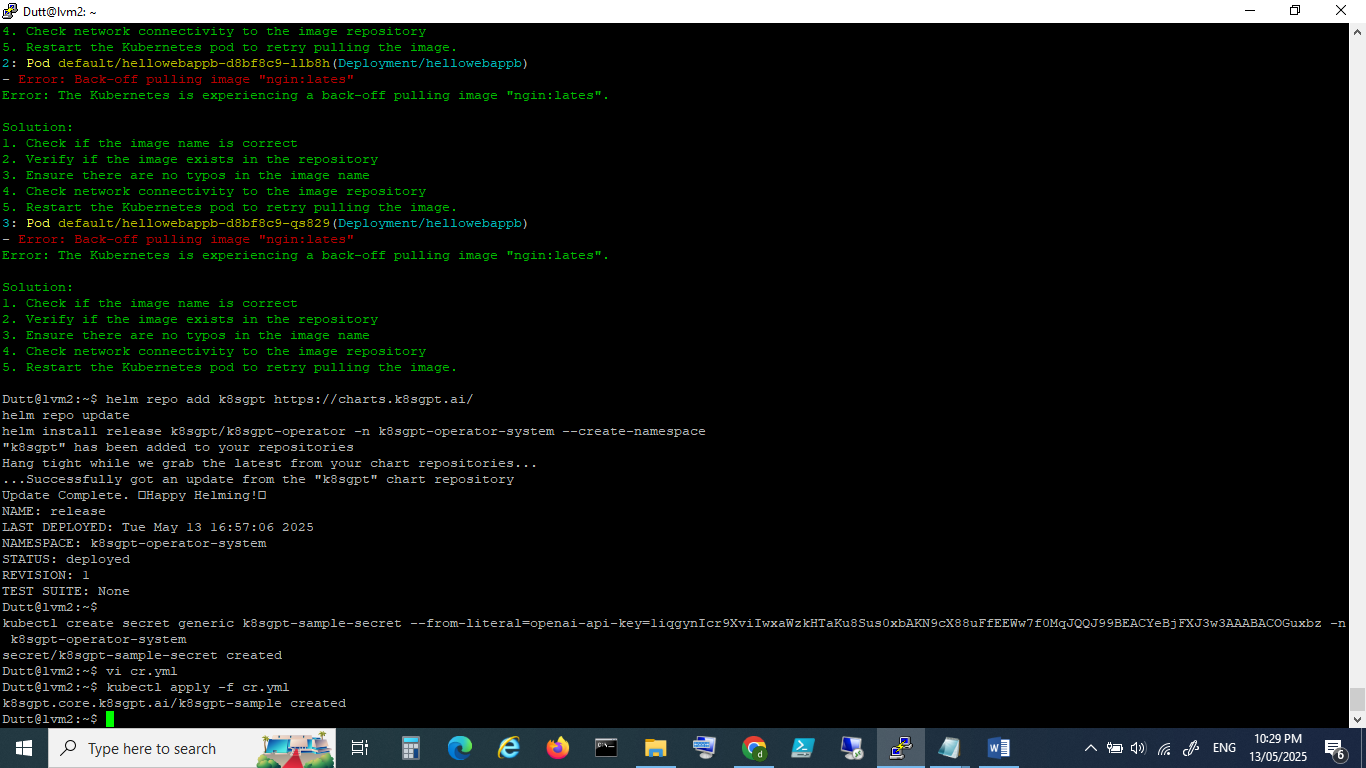 Dutt@lvm2: ~
4. Check network connectivity to the image repository
5. Restart the Kubernetes pod to retry pulling the image.
2: Pod default/hellowebappb-d8bf8c9-llb8h(Deployment/hellowebappb)
- Error: Back-off pulling image "ngin:lates"
Error: The Kubernetes is experiencing a back-off pulling image "ngin:lates".
Solution:
1. Check if the image name is correct
2. Verify if the image exists in the repository
3. Ensure there are no typos in the image name
4. Check network connectivity to the image repository
5. Restart the Kubernetes pod to retry pulling the image.
3: Pod default/hellowebappb-d8bf8c9-qs829(Deployment/hellowebappb)
- Error: Back-off pulling image "ngin:lates"
Error: The Kubernetes is experiencing a back-off pulling image "ngin:lates".
Solution:
1. Check if the image name is correct
2. Verify if the image exists in the repository
3. Ensure there are no typos in the image name
4. Check network connectivity to the image repository
5. Restart the Kubernetes pod to retry pulling the image.
Dutt@lvm2:~$ helm repo add k8sgpt https://charts.k8sgpt.ai/
helm repo update
helm install release k8sgpt/k8sgpt-operator -n k8sgpt-operator-system --create-namespace
"k8sgpt" has been added to your repositories
Hang tight while we grab the latest from your chart repositories...
...Successfully got an update from the "k8sgpt" chart repository
Update Complete. ⎕Happy Helming!⎕
NAME: release
LAST DEPLOYED: Tue May 13 16:57:06 2025
NAMESPACE: k8sgpt-operator-system
STATUS: deployed
REVISION: 1
TEST SUITE: None
Dutt@lvm2:~$
kubectl create secret generic k8sgpt-sample-secret --from-literal=openai-api-key=1iqgynIcr9XviIwxaWzkHTaKu8Sus0xbAKN9cX88uFfEEWw7f0MqJQQJ99BEACYeBjFXJ3w3AAABACOGuxbz -n
k8sgpt-operator-system
secret/k8sgpt-sample-secret created
Dutt@lvm2:~$ vi cr.yml
Dutt@lvm2:~$ kubectl apply -f cr.yml
k8sgpt.core.k8sgpt.ai/k8sgpt-sample created
Dutt@lvm2:~$
Type here to search
ENG
10:29 PM
13/05/2025
6